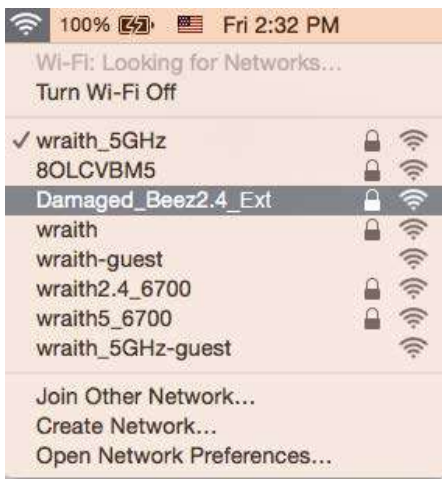 100% Fri 2:32 PM
Wi-Fi: Looking for Networks...
Turn Wi-Fi Off
wraith_5GHz
8OLCVBM5
Damaged_Beez2.4_Ext
wraith
wraith-guest
wraith2.4_6700
wraith5_6700
wraith_5GHz-guest
Join Other Network...
Create Network...
Open Network Preferences...